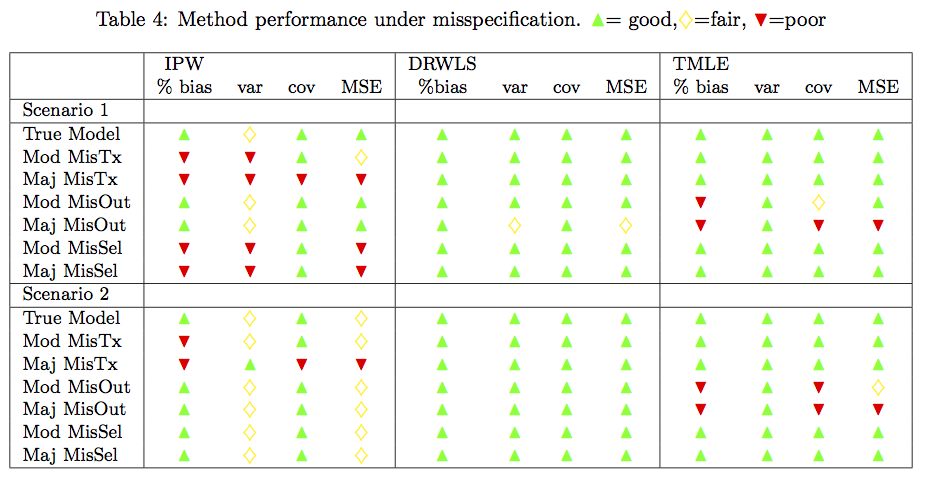 Table 4: Method performance under misspecification. ▲= good,◇=fair, ▼=poor
IPW DRWLS TMLE
% bias var cov MSE %bias var cov MSE % bias var cov MSE
Scenario 1
True Model ▲ ◇ ▲ ▲ ▲ ▲ ▲ ▲ ▲ ▲ ▲ ▲
Mod MisTx ▼ ▼ ▲ ◇ ▲ ▲ ▲ ▲ ▲ ▲ ▲ ▲
Maj MisTx ▼ ▼ ▼ ▼ ▲ ▲ ▲ ▲ ▲ ▲ ▲ ▲
Mod MisOut ▲ ◇ ▲ ▲ ▲ ▲ ▲ ▲ ▼ ▲ ◇ ▲
Maj MisOut ▲ ◇ ▲ ▲ ▲ ◇ ▲ ◇ ▼ ▲ ▼ ▼
Mod MisSel ▼ ▼ ▲ ▼ ▲ ▲ ▲ ▲ ▲ ▲ ▲ ▲
Maj MisSel ▼ ▼ ▲ ▼ ▲ ▲ ▲ ▲ ▲ ▲ ▲ ▲
Scenario 2
True Model ▲ ◇ ▲ ◇ ▲ ▲ ▲ ▲ ▲ ▲ ▲ ▲
Mod MisTx ▼ ◇ ▲ ◇ ▲ ▲ ▲ ▲ ▲ ▲ ▲ ▲
Maj MisTx ▼ ▲ ▼ ▼ ▲ ▲ ▲ ▲ ▲ ▲ ▲ ▲
Mod MisOut ▲ ◇ ▲ ◇ ▲ ▲ ▲ ▲ ▼ ▲ ▼ ◇
Maj MisOut ▲ ◇ ▲ ◇ ▲ ▲ ▲ ▲ ▼ ▲ ▼ ▼
Mod MisSel ▲ ◇ ▲ ◇ ▲ ▲ ▲ ▲ ▲ ▲ ▲ ▲
Maj MisSel ▲ ◇ ▲ ◇ ▲ ▲ ▲ ▲ ▲ ▲ ▲ ▲